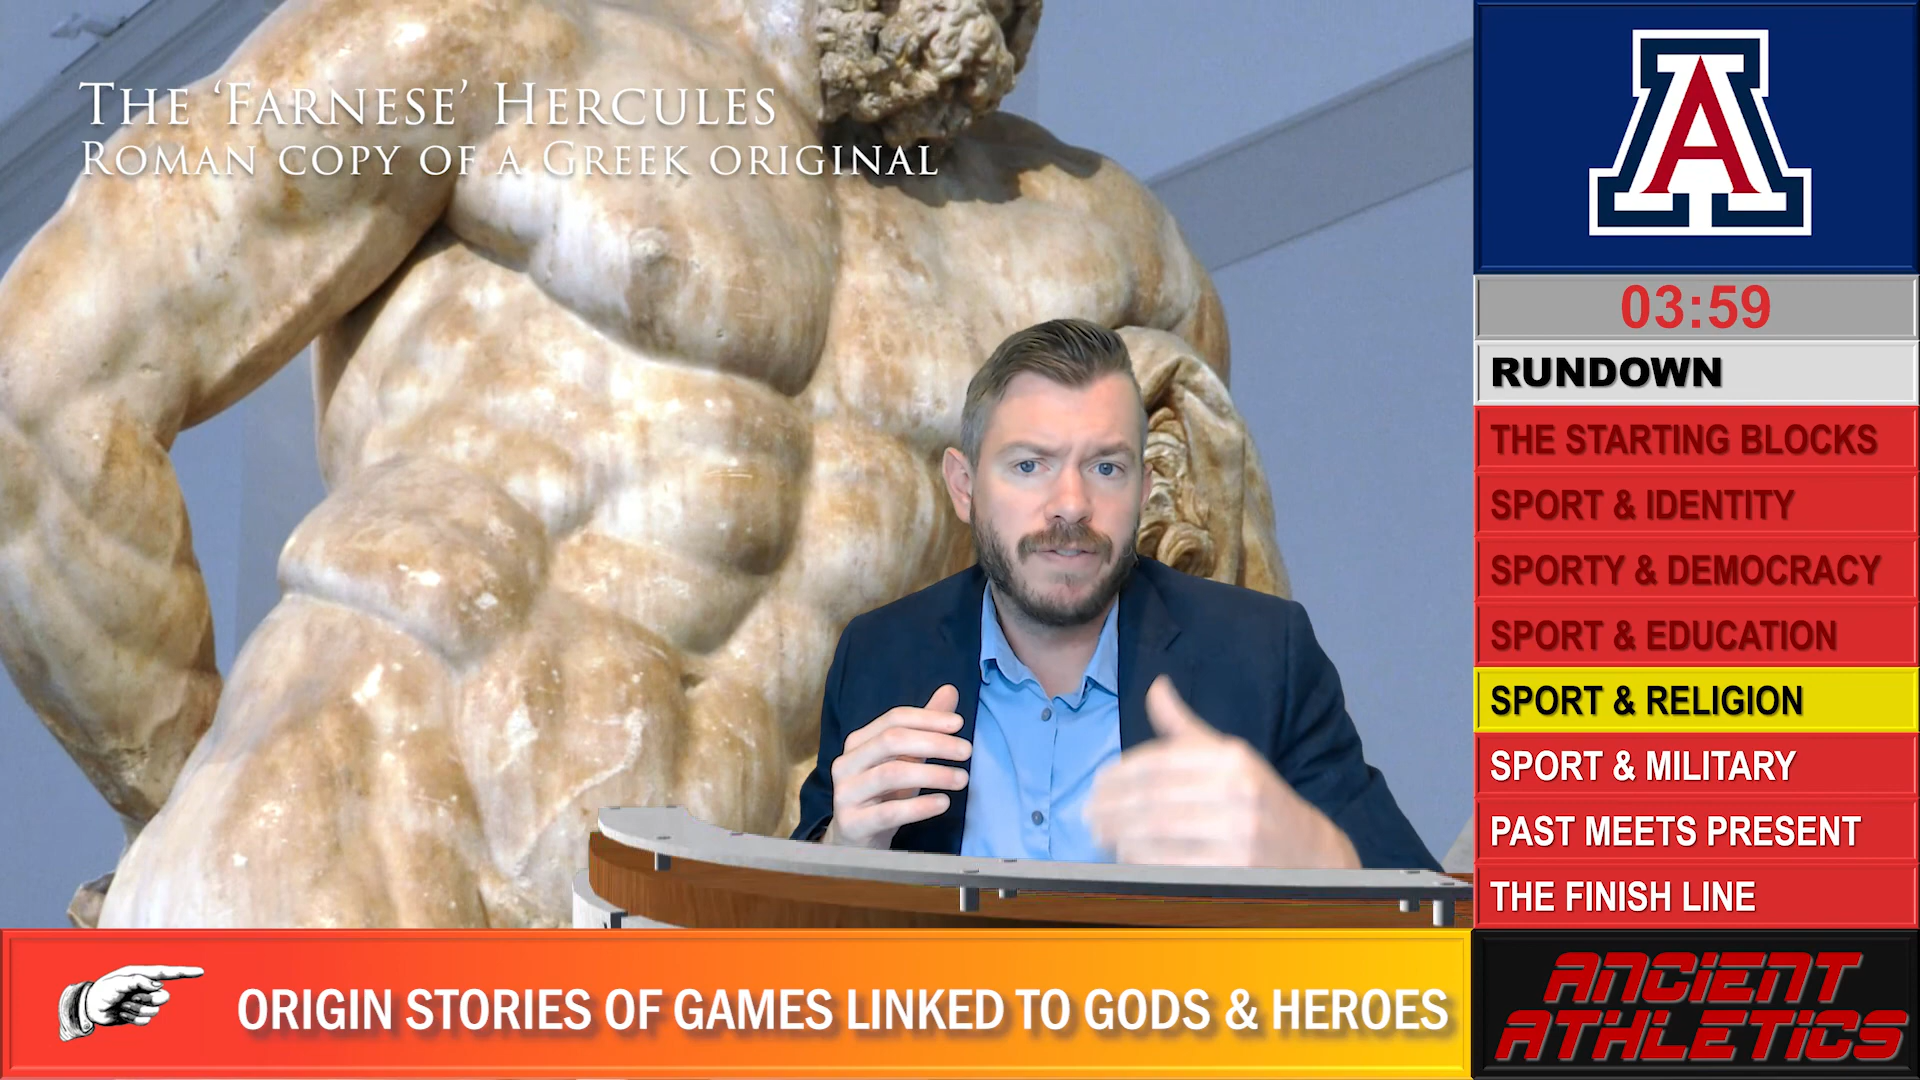 THE ‘FARNESE’ HERCULES
ROMAN COPY OF A GREEK ORIGINAL
A
03:59
RUNDOWN
THE STARTING BLOCKS
SPORT & IDENTITY
SPORTY & DEMOCRACY
SPORT & EDUCATION
SPORT & RELIGION
SPORT & MILITARY
PAST MEETS PRESENT
THE FINISH LINE
ORIGIN STORIES OF GAMES LINKED TO GODS & HEROES
ANCIENT
ATHLETICS